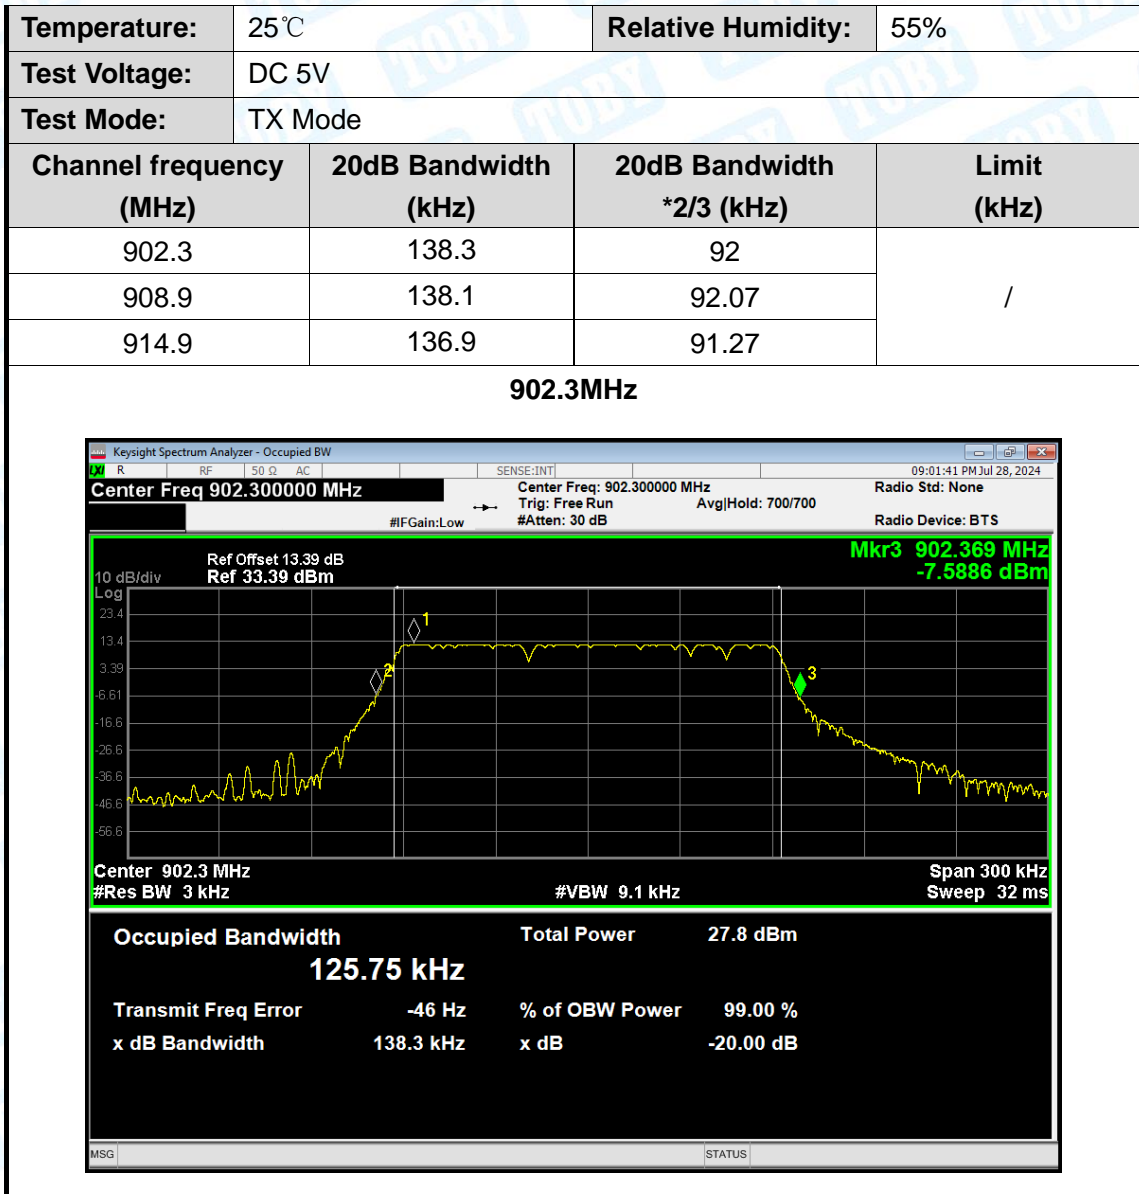 Temperature: 25℃ Relative Humidity: 55%
Test Voltage: DC 5V
Test Mode: TX Mode
Channel frequency (MHz) 20dB Bandwidth (kHz) 20dB Bandwidth *2/3 (kHz) Limit (kHz)
902.3 138.3 92 /
908.9 138.1 92.07
914.9 136.9 91.27
902.3MHz
Keysight Spectrum Analyzer - Occupied BW
LXI R RF 50 Ω AC SENSE:INT 09:01:41 PM Jul 28, 2024
Center Freq 902.300000 MHz Center Freq: 902.300000 MHz Radio Std: None
Trig: Free Run Avg|Hold: 700/700
#IFGain:Low #Atten: 30 dB Radio Device: BTS
Mkr3 902.369 MHz
-7.5886 dBm
Ref Offset 13.39 dB
10 dB/div Ref 33.39 dBm
Log
23.4
13.4
3.39
-6.61
-16.6
-26.6
-36.6
-46.6
-56.6
1
2
3
Center 902.3 MHz Span 300 kHz
#Res BW 3 kHz #VBW 9.1 kHz Sweep 32 ms
Occupied Bandwidth Total Power 27.8 dBm
125.75 kHz
Transmit Freq Error -46 Hz % of OBW Power 99.00 %
x dB Bandwidth 138.3 kHz x dB -20.00 dB
MSG STATUS
TOBY